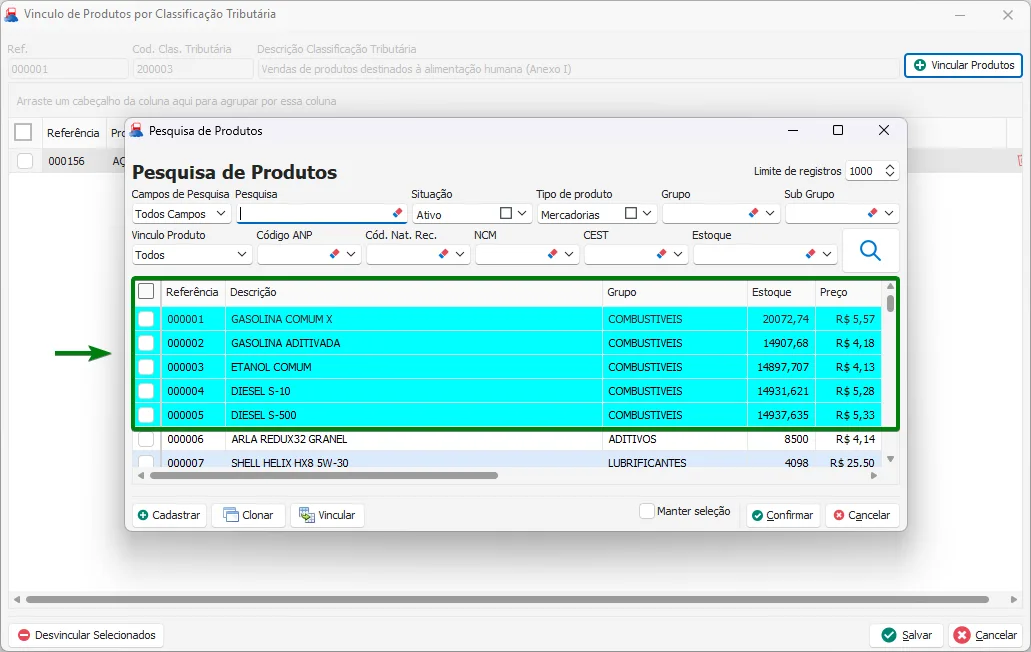 Vinculo de Produtos por Classificação Tributária
Ref. Cod. Clas. Tributária Descrição Classificação Tributária
000001 200003 Vendas de produtos destinados à alimentação humana (Anexo I)
Vincular Produtos
Arraste um cabeçalho da coluna aqui para agrupar por essa coluna
Referência Pro
000156 AÇ
Pesquisa de Produtos
Pesquisa de Produtos
Limite de registros 1000
Campos de Pesquisa Pesquisa Situação Tipo de produto Grupo Sub Grupo
Todos Campos Ativo Mercadorias
Vinculo Produto Código ANP Cód. Nat. Rec. NCM CEST Estoque
Todos
Referência Descrição Grupo Estoque Preço
000001 GASOLINA COMUM X COMBUSTIVEIS 20072,74 R$ 5,57
000002 GASOLINA ADITIVADA COMBUSTIVEIS 14907,68 R$ 4,18
000003 ETANOL COMUM COMBUSTIVEIS 14897,707 R$ 4,13
000004 DIESEL S-10 COMBUSTIVEIS 14931,621 R$ 5,28
000005 DIESEL S-500 COMBUSTIVEIS 14937,635 R$ 5,33
000006 ARLA REDUX32 GRANEL ADITIVOS 8500 R$ 4,14
000007 SHELL HELIX HX8 5W-30 LUBRIFICANTES 4098 R$ 25,50
Cadastrar Clonar Vincular Manter seleção Confirmar Cancelar
Desvincular Selecionados Salvar Cancelar